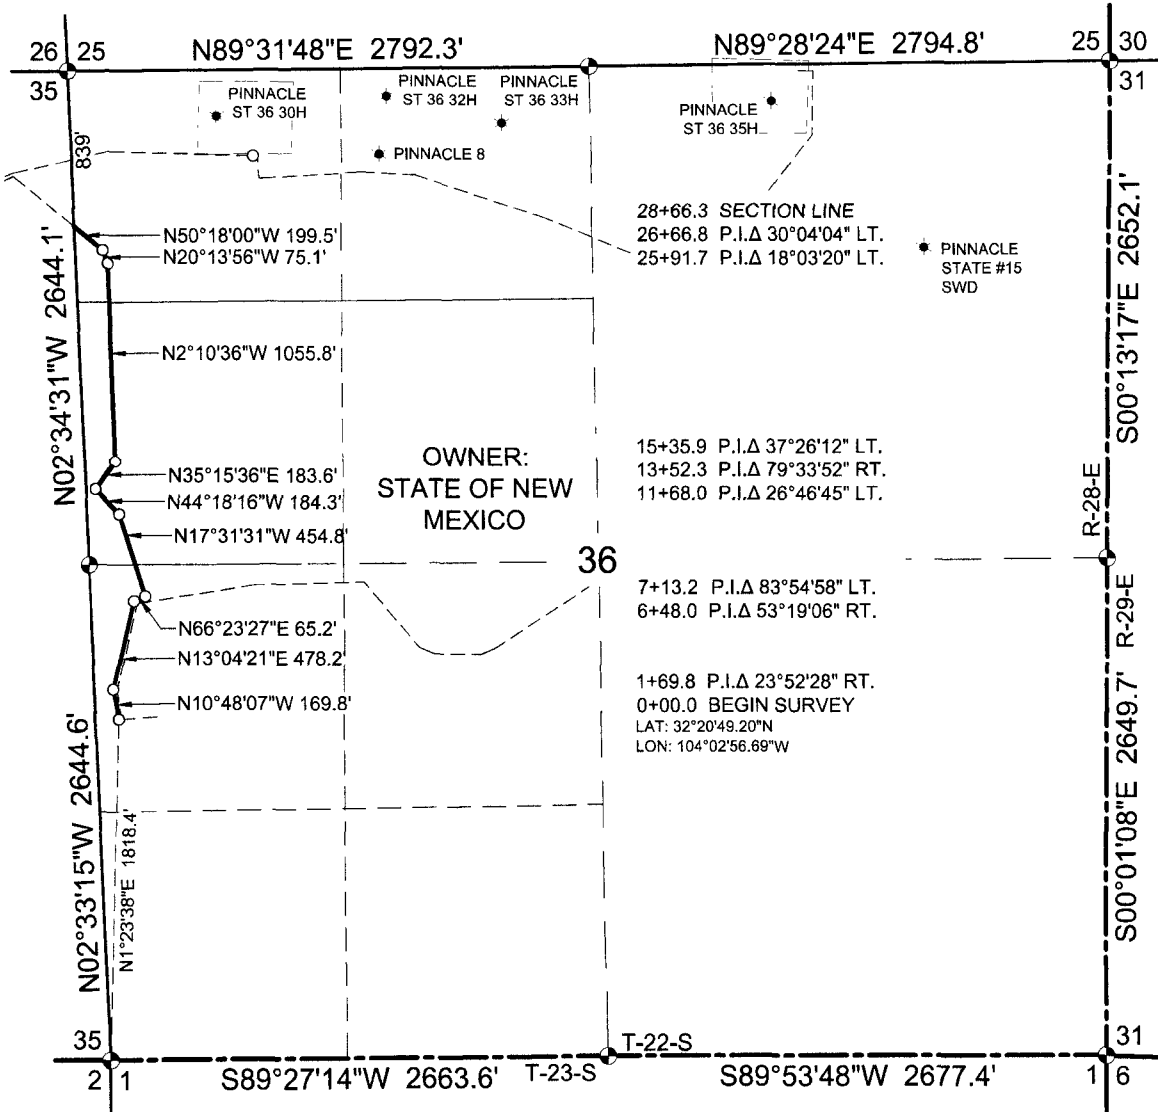 26 25
N89°31'48"E 2792.3'
N89°28'24"E 2794.8'
25 30
35
31
PINNACLE
ST 36 30H
PINNACLE
ST 36 32H
PINNACLE
ST 36 33H
PINNACLE
ST 36 35H
PINNACLE 8
839'
28+66.3 SECTION LINE
26+66.8 P.I.Δ 30°04'04" LT.
25+91.7 P.I.Δ 18°03'20" LT.
PINNACLE
STATE #15
SWD
N50°18'00"W 199.5'
N20°13'56"W 75.1'
N02°34'31"W 2644.1'
S00°13'17"E 2652.1'
N2°10'36"W 1055.8'
OWNER:
STATE OF NEW
MEXICO
15+35.9 P.I.Δ 37°26'12" LT.
13+52.3 P.I.Δ 79°33'52" RT.
11+68.0 P.I.Δ 26°46'45" LT.
N35°15'36"E 183.6'
N44°18'16"W 184.3'
N17°31'31"W 454.8'
R-28-E
36
R-29-E
7+13.2 P.I.Δ 83°54'58" LT.
6+48.0 P.I.Δ 53°19'06" RT.
N66°23'27"E 65.2'
N13°04'21"E 478.2'
N10°48'07"W 169.8'
1+69.8 P.I.Δ 23°52'28" RT.
0+00.0 BEGIN SURVEY
LAT: 32°20'49.20"N
LON: 104°02'56.69"W
N02°33'15"W 2644.6'
N1°23'38"E 1818.4'
S00°01'08"E 2649.7'
35
T-22-S
31
2 1
S89°27'14"W 2663.6'
T-23-S
S89°53'48"W 2677.4'
1 6